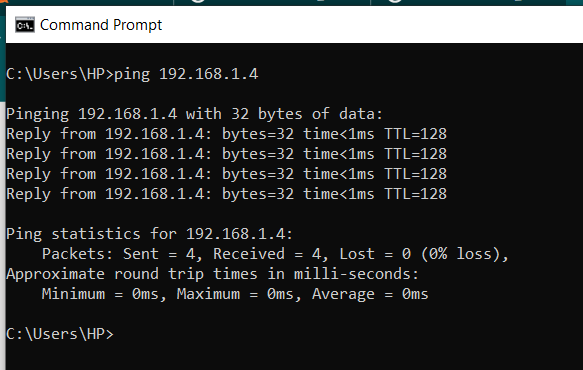 Command Prompt
C:\Users\HP>ping 192.168.1.4
Pinging 192.168.1.4 with 32 bytes of data:
Reply from 192.168.1.4: bytes=32 time<1ms TTL=128
Reply from 192.168.1.4: bytes=32 time<1ms TTL=128
Reply from 192.168.1.4: bytes=32 time<1ms TTL=128
Reply from 192.168.1.4: bytes=32 time<1ms TTL=128
Ping statistics for 192.168.1.4:
    Packets: Sent = 4, Received = 4, Lost = 0 (0% loss),
Approximate round trip times in milli-seconds:
    Minimum = 0ms, Maximum = 0ms, Average = 0ms
C:\Users\HP>